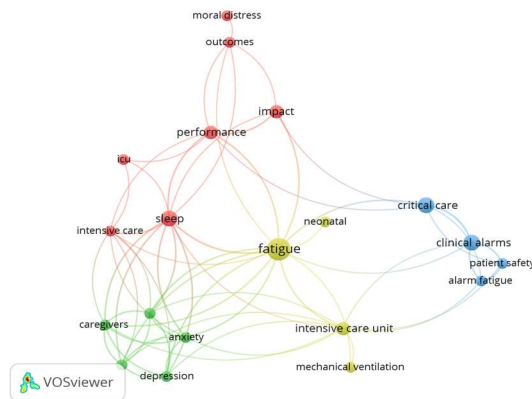 moral distress
outcomes
impact
performance
icu
sleep
intensive care
neonatal
fatigue
critical care
clinical alarms
patient safety
alarm fatigue
caregivers
anxiety
intensive care unit
depression
mechanical ventilation
VOSviewer